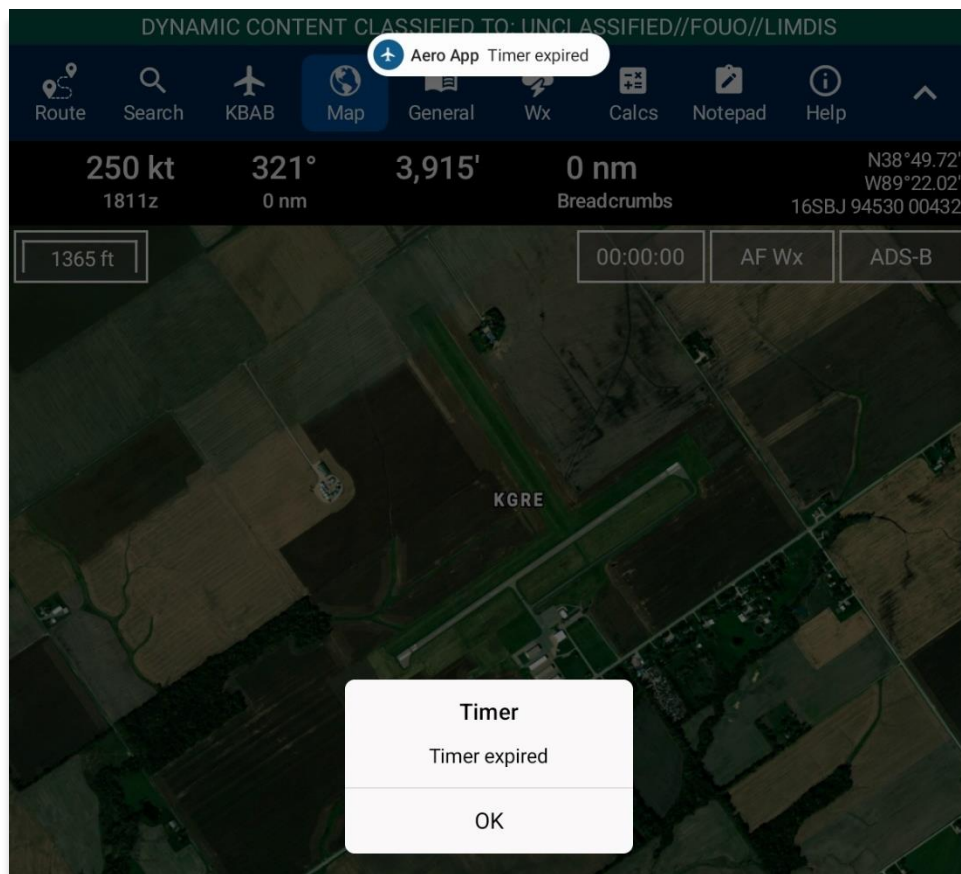 DYNAMIC CONTENT CLASSIFIED TO: UNCLASSIFIED//FOUO//LIMDIS
Aero App Timer expired
Route Search KBAB Map General Wx Calcs Notepad Help
250 kt 321° 3,915' 0 nm N38°49.72'
1811z 0 nm Breadcrumbs W89°22.02'
16SBJ 94530 00432
1365 ft 00:00:00 AF Wx ADS-B
KGRE
Timer
Timer expired
OK